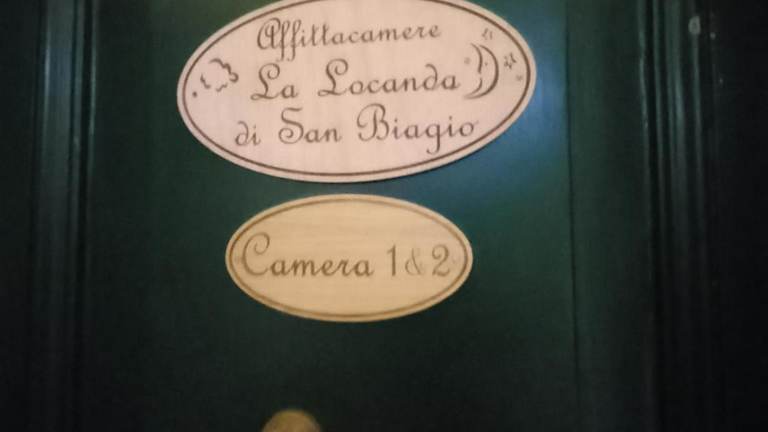 Affittacamere
La Locanda
di San Biagio
Camera 1&2